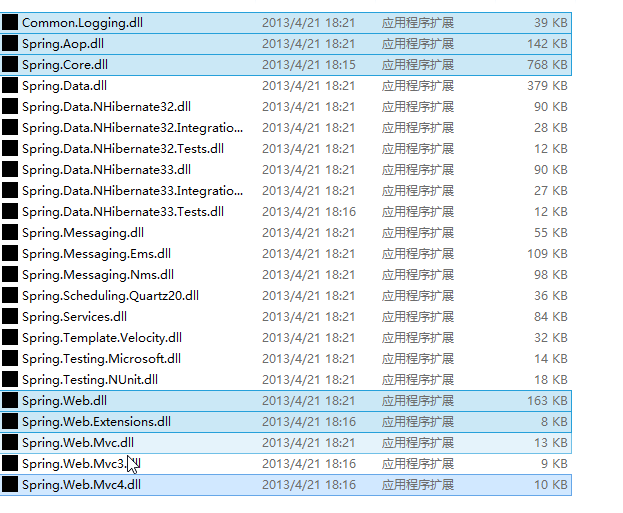 Common.Logging.dll 2013/4/21 18:21 应用程序扩展 39 KB
Spring.Aop.dll 2013/4/21 18:21 应用程序扩展 142 KB
Spring.Core.dll 2013/4/21 18:15 应用程序扩展 768 KB
Spring.Data.dll 2013/4/21 18:21 应用程序扩展 379 KB
Spring.Data.NHibernate32.dll 2013/4/21 18:21 应用程序扩展 90 KB
Spring.Data.NHibernate32.Integratio... 2013/4/21 18:21 应用程序扩展 28 KB
Spring.Data.NHibernate32.Tests.dll 2013/4/21 18:21 应用程序扩展 12 KB
Spring.Data.NHibernate33.dll 2013/4/21 18:21 应用程序扩展 90 KB
Spring.Data.NHibernate33.Integratio... 2013/4/21 18:21 应用程序扩展 27 KB
Spring.Data.NHibernate33.Tests.dll 2013/4/21 18:16 应用程序扩展 12 KB
Spring.Messaging.dll 2013/4/21 18:21 应用程序扩展 55 KB
Spring.Messaging.Ems.dll 2013/4/21 18:21 应用程序扩展 109 KB
Spring.Messaging.Nms.dll 2013/4/21 18:21 应用程序扩展 98 KB
Spring.Scheduling.Quartz20.dll 2013/4/21 18:21 应用程序扩展 36 KB
Spring.Services.dll 2013/4/21 18:21 应用程序扩展 84 KB
Spring.Template.Velocity.dll 2013/4/21 18:21 应用程序扩展 32 KB
Spring.Testing.Microsoft.dll 2013/4/21 18:21 应用程序扩展 14 KB
Spring.Testing.NUnit.dll 2013/4/21 18:21 应用程序扩展 18 KB
Spring.Web.dll 2013/4/21 18:21 应用程序扩展 163 KB
Spring.Web.Extensions.dll 2013/4/21 18:16 应用程序扩展 8 KB
Spring.Web.Mvc.dll 2013/4/21 18:21 应用程序扩展 13 KB
Spring.Web.Mvc3.dll 2013/4/21 18:16 应用程序扩展 9 KB
Spring.Web.Mvc4.dll 2013/4/21 18:16 应用程序扩展 10 KB